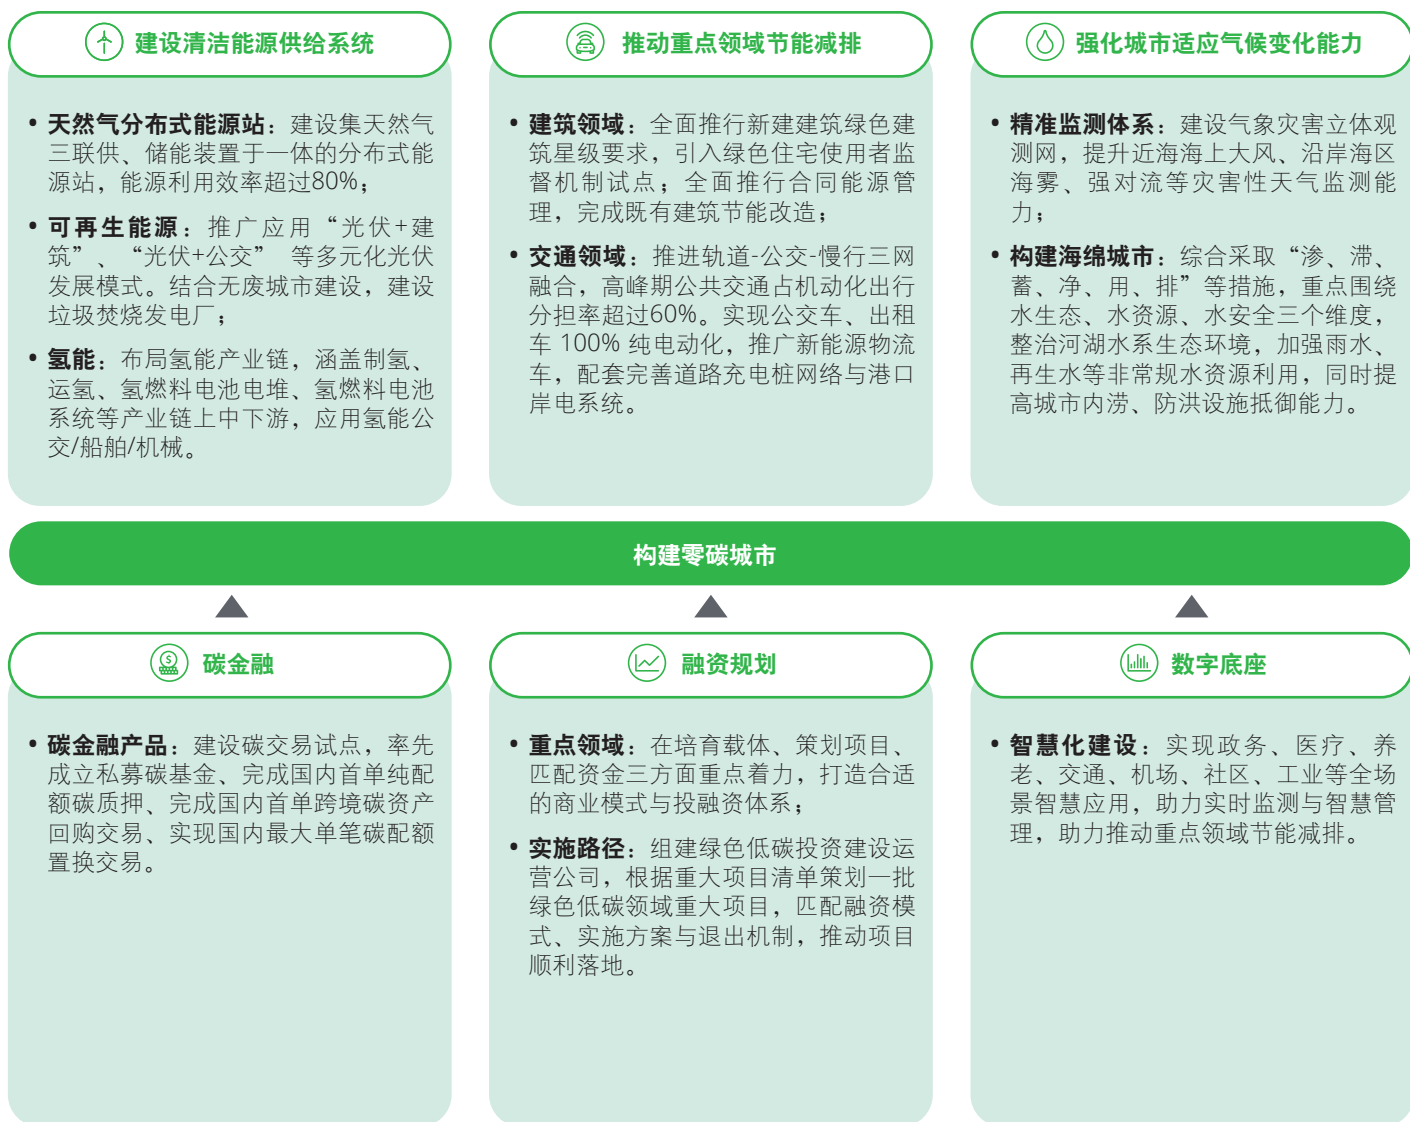 建设清洁能源供给系统
• 天然气分布式能源站：建设集天然气
三联供、储能装置于一体的分布式能
源站，能源利用效率超过80%；
• 可再生能源：推广应用“光伏+建
筑”、“光伏+公交” 等多元化光伏
发展模式。结合无废城市建设，建设
垃圾焚烧发电厂；
• 氢能：布局氢能产业链，涵盖制氢、
运氢、氢燃料电池电堆、氢燃料电池
系统等产业链上中下游，应用氢能公
交/船舶/机械。
推动重点领域节能减排
• 建筑领域：全面推行新建建筑绿色建
筑星级要求，引入绿色住宅使用者监
督机制试点；全面推行合同能源管
理，完成既有建筑节能改造；
• 交通领域：推进轨道-公交-慢行三网
融合，高峰期公共交通占机动化出行
分担率超过60%。实现公交车、出租
车 100% 纯电动化，推广新能源物流
车，配套完善道路充电桩网络与港口
岸电系统。
强化城市适应气候变化能力
• 精准监测体系：建设气象灾害立体观
测网，提升近海海上大风、沿岸海区
海雾、强对流等灾害性天气监测能
力；
• 构建海绵城市：综合采取“渗、滞、
蓄、净、用、排”等措施，重点围绕
水生态、水资源、水安全三个维度，
整治河湖水系生态环境，加强雨水、
再生水等非常规水资源利用，同时提
高城市内涝、防洪设施抵御能力。
构建零碳城市
碳金融
• 碳金融产品：建设碳交易试点，率先
成立私募碳基金、完成国内首单纯配
额碳质押、完成国内首单跨境碳资产
回购交易、实现国内最大单笔碳配额
置换交易。
融资规划
• 重点领域：在培育载体、策划项目、
匹配资金三方面重点着力，打造合适
的商业模式与投融资体系；
• 实施路径：组建绿色低碳投资建设运
营公司，根据重大项目清单策划一批
绿色低碳领域重大项目，匹配融资模
式、实施方案与退出机制，推动项目
顺利落地。
数字底座
• 智慧化建设：实现政务、医疗、养
老、交通、机场、社区、工业等全场
景智慧应用，助力实时监测与智慧管
理，助力推动重点领域节能减排。